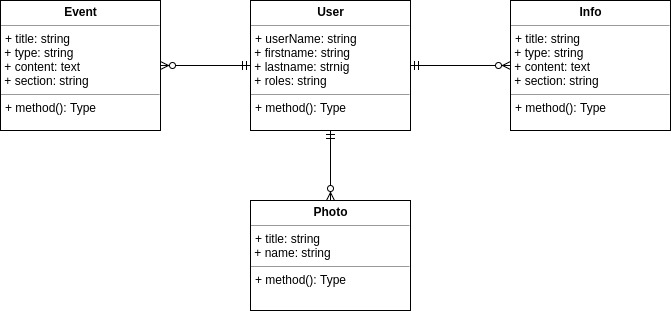 Event
+ title: string
+ type: string
+ content: text
+ section: string
+ method(): Type
User
+ userName: string
+ firstname: string
+ lastname: strnig
+ roles: string
+ method(): Type
Info
+ title: string
+ type: string
+ content: text
+ section: string
+ method(): Type
Photo
+ title: string
+ name: string
+ method(): Type